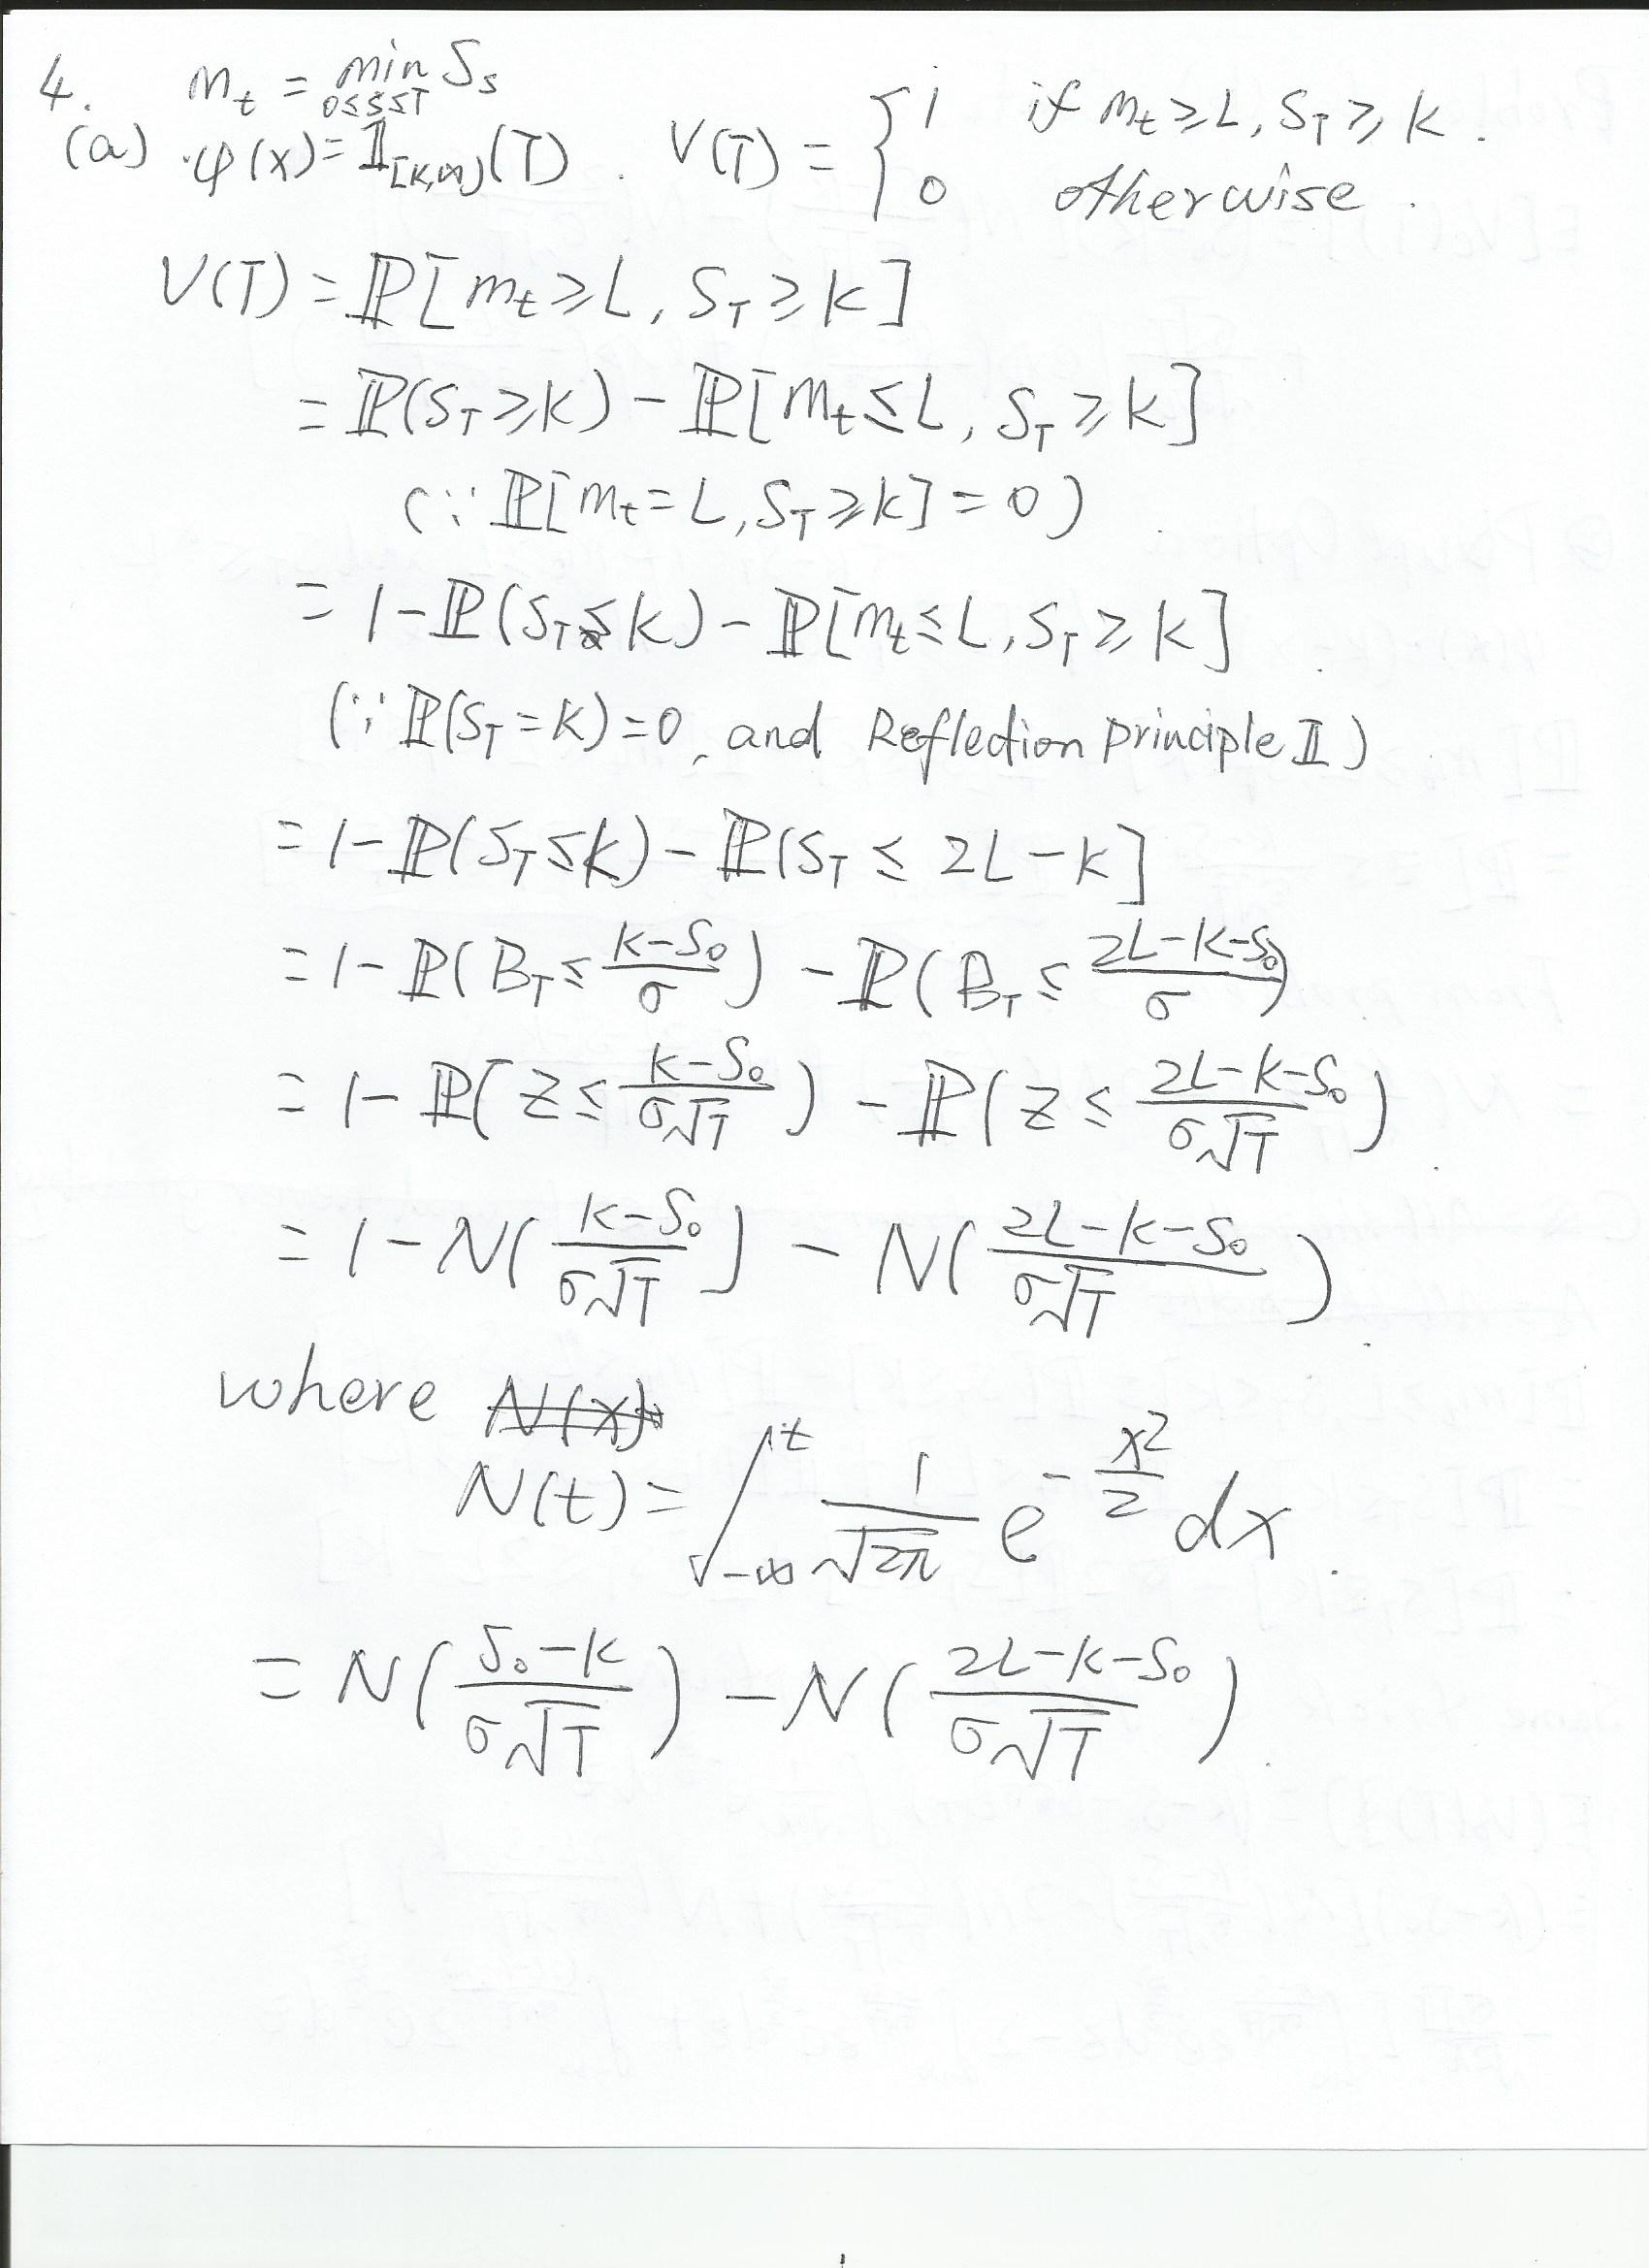 4. m_t = min_{0≤s≤T} S_s
(a) φ(x) = 𝟙_{[K,∞)}(T). V(T) = { 1 if m_t ≥ L, S_T ≥ K. 0 otherwise.
V(T) = ℙ[m_t ≥ L, S_T ≥ K]
= ℙ(S_T ≥ K) − ℙ[m_t ≤ L, S_T ≥ K]
(∵ ℙ[m_t = L, S_T ≥ K] = 0)
= 1 − ℙ(S_T ≤ K) − ℙ[m_t ≤ L, S_T ≥ K]
(∵ ℙ(S_T = K) = 0, and Reflection principle II)
= 1 − ℙ(S_T ≤ K) − ℙ(S_T ≤ 2L − K]
= 1 − ℙ(B_T ≤ (K−S_0)/σ) − ℙ(B_T ≤ (2L−K−S_0)/σ)
= 1 − ℙ(Z ≤ (K−S_0)/(σ√T)) − ℙ(Z ≤ (2L−K−S_0)/(σ√T))
= 1 − N((K−S_0)/(σ√T)) − N((2L−K−S_0)/(σ√T))
where N(x)
N(t) = ∫_{-∞}^{t} 1/√(2π) e^{-x²/2} dx.
= N((S_0−K)/(σ√T)) − N((2L−K−S_0)/(σ√T)).